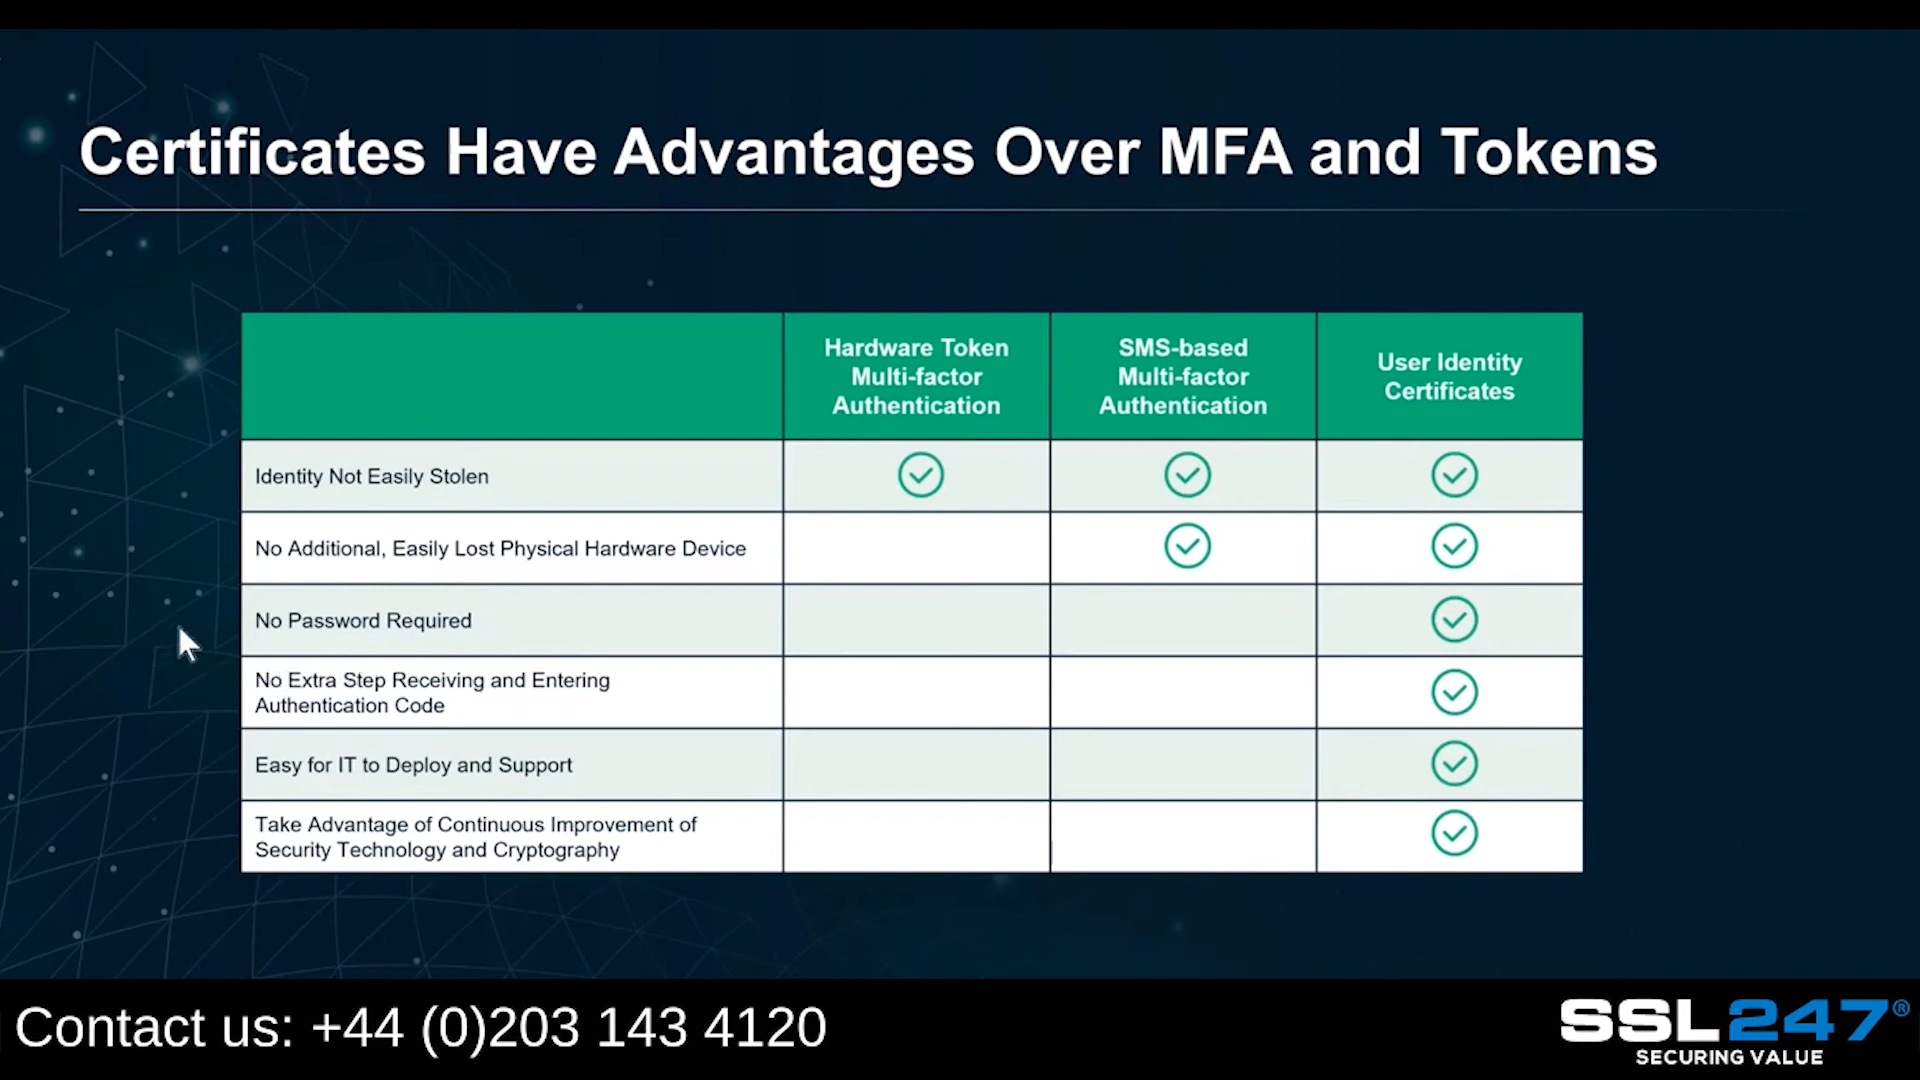 Certificates Have Advantages Over MFA and Tokens
Hardware Token
Multi-factor
Authentication
SMS-based
Multi-factor
Authentication
User Identity
Certificates
Identity Not Easily Stolen
No Additional, Easily Lost Physical Hardware Device
No Password Required
No Extra Step Receiving and Entering
Authentication Code
Easy for IT to Deploy and Support
Take Advantage of Continuous Improvement of
Security Technology and Cryptography
Contact us: +44 (0)203 143 4120
SSL247®
SECURING VALUE